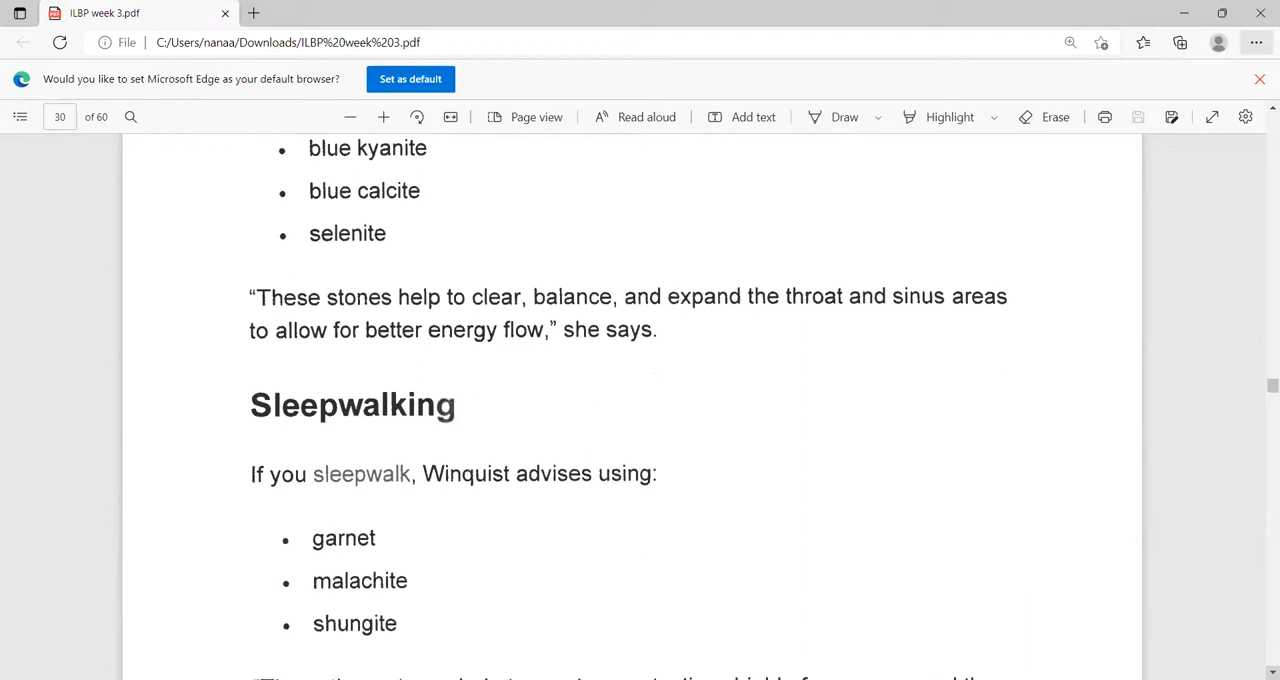 ILBP week 3.pdf
File C:/Users/nanaa/Downloads/ILBP%20week%203.pdf
Would you like to set Microsoft Edge as your default browser? Set as default
30 of 60 Page view Read aloud Add text Draw Highlight Erase
• blue kyanite
• blue calcite
• selenite
“These stones help to clear, balance, and expand the throat and sinus areas
to allow for better energy flow,” she says.
Sleepwalking
If you sleepwalk, Winquist advises using:
• garnet
• malachite
• shungite